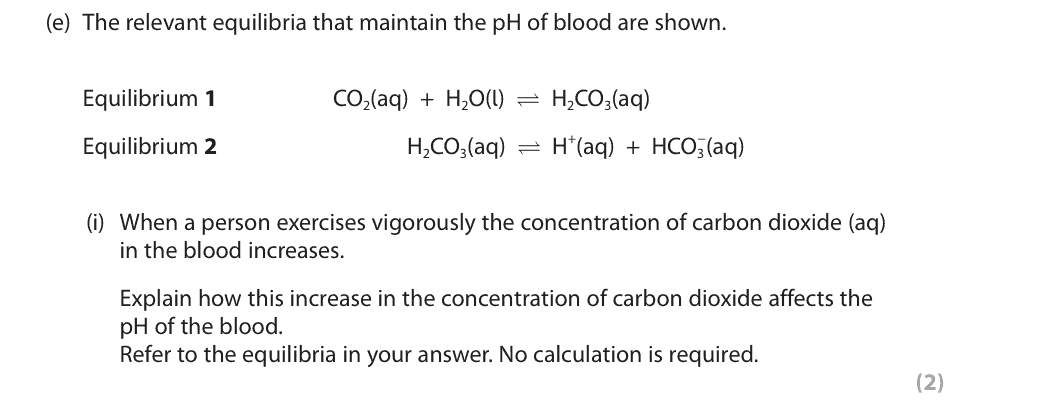 (e) The relevant equilibria that maintain the pH of blood are shown.
Equilibrium 1 CO₂(aq) + H₂O(l) ⇌ H₂CO₃(aq)
Equilibrium 2 H₂CO₃(aq) ⇌ H⁺(aq) + HCO₃⁻(aq)
(i) When a person exercises vigorously the concentration of carbon dioxide (aq)
in the blood increases.
Explain how this increase in the concentration of carbon dioxide affects the
pH of the blood.
Refer to the equilibria in your answer. No calculation is required.
(2)